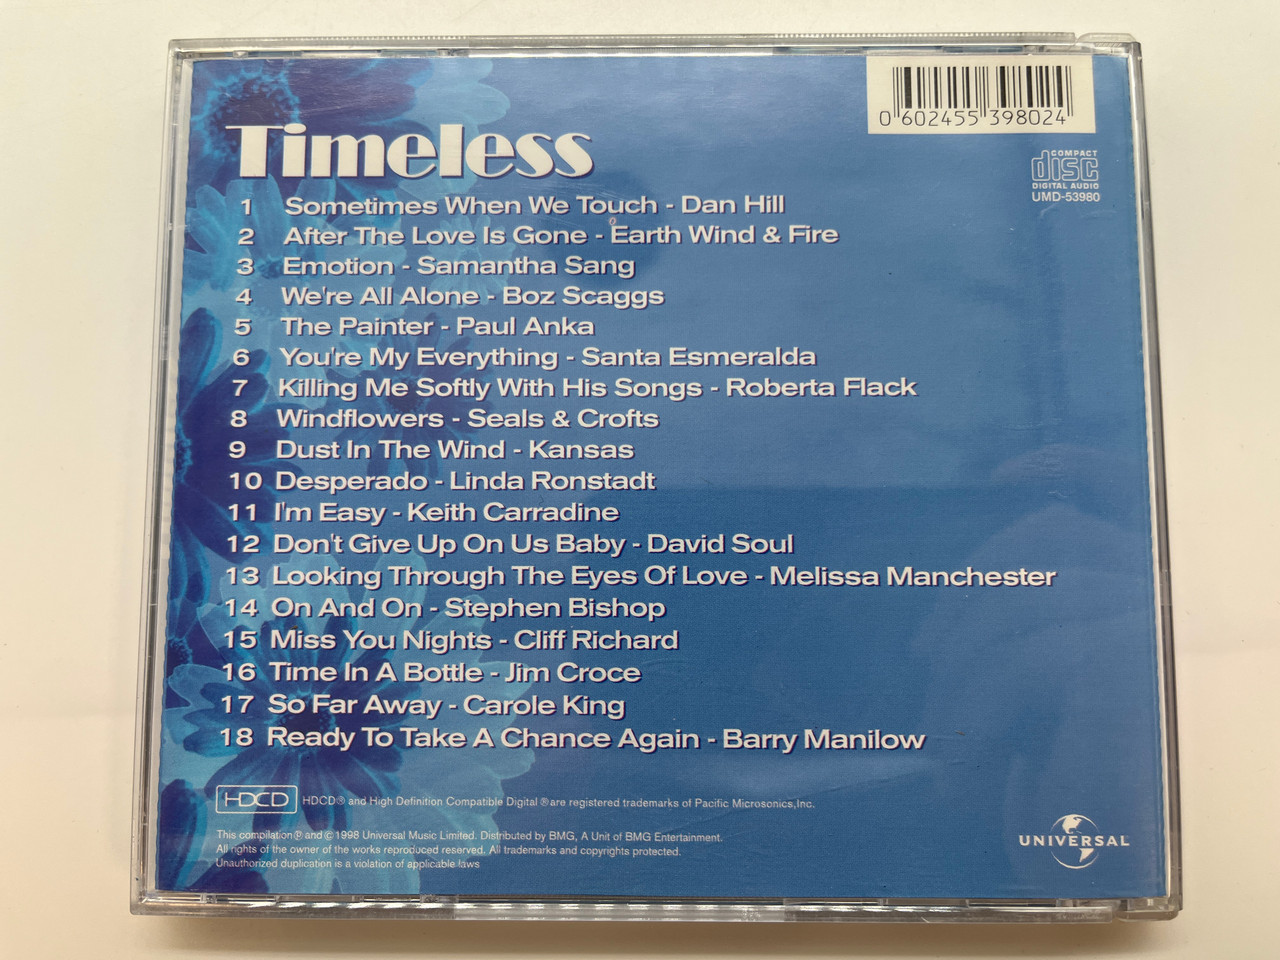 0 602455 398024
Timeless
COMPACT
disc
DIGITAL AUDIO
UMD-53980
1 Sometimes When We Touch - Dan Hill
2 After The Love Is Gone - Earth Wind & Fire
3 Emotion - Samantha Sang
4 We're All Alone - Boz Scaggs
5 The Painter - Paul Anka
6 You're My Everything - Santa Esmeralda
7 Killing Me Softly With His Songs - Roberta Flack
8 Windflowers - Seals & Crofts
9 Dust In The Wind - Kansas
10 Desperado - Linda Ronstadt
11 I'm Easy - Keith Carradine
12 Don't Give Up On Us Baby - David Soul
13 Looking Through The Eyes Of Love - Melissa Manchester
14 On And On - Stephen Bishop
15 Miss You Nights - Cliff Richard
16 Time In A Bottle - Jim Croce
17 So Far Away - Carole King
18 Ready To Take A Chance Again - Barry Manilow
HDCD HDCD® and High Definition Compatible Digital ®are registered trademarks of Pacific Microsonics,Inc.
This compilation ℗ and © 1998 Universal Music Limited. Distributed by BMG, A Unit of BMG Entertainment.
All rights of the owner of the works reproduced reserved. All trademarks and copyrights protected.
Unauthorized duplication is a violation of applicable laws
UNIVERSAL